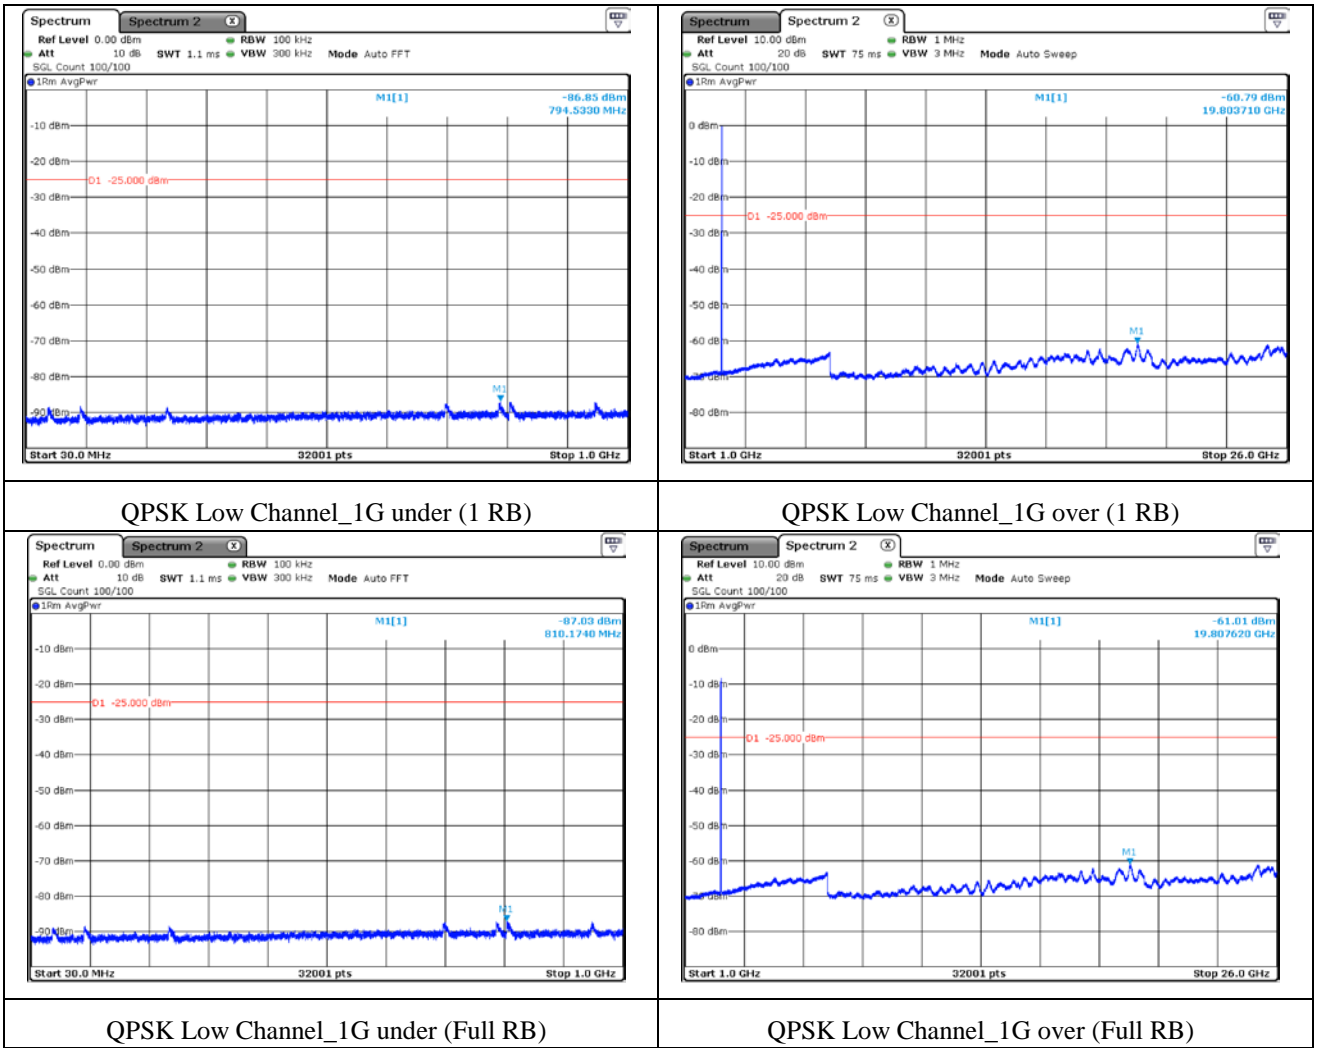 Spectrum Spectrum 2 X
Ref Level 0.00 dBm RBW 100 kHz
Att 10 dB SWT 1.1 ms VBW 300 kHz Mode Auto FFT
SGL Count 100/100
1Rm AvgPwr
M1[1] -86.85 dBm
794.5330 MHz
-10 dBm
-20 dBm
D1 -25.000 dBm
-30 dBm
-40 dBm
-50 dBm
-60 dBm
-70 dBm
-80 dBm
M1
-90 dBm
Start 30.0 MHz 32001 pts Stop 1.0 GHz
QPSK Low Channel_1G under (1 RB)
Spectrum Spectrum 2 X
Ref Level 10.00 dBm RBW 1 MHz
Att 20 dB SWT 75 ms VBW 3 MHz Mode Auto Sweep
SGL Count 100/100
1Rm AvgPwr
M1[1] -60.79 dBm
19.803710 GHz
0 dBm
-10 dBm
-20 dBm
D1 -25.000 dBm
-30 dBm
-40 dBm
-50 dBm
M1
-60 dBm
-70 dBm
-80 dBm
Start 1.0 GHz 32001 pts Stop 26.0 GHz
QPSK Low Channel_1G over (1 RB)
Spectrum Spectrum 2 X
Ref Level 0.00 dBm RBW 100 kHz
Att 10 dB SWT 1.1 ms VBW 300 kHz Mode Auto FFT
SGL Count 100/100
1Rm AvgPwr
M1[1] -87.03 dBm
810.1740 MHz
-10 dBm
-20 dBm
D1 -25.000 dBm
-30 dBm
-40 dBm
-50 dBm
-60 dBm
-70 dBm
-80 dBm
M1
-90 dBm
Start 30.0 MHz 32001 pts Stop 1.0 GHz
QPSK Low Channel_1G under (Full RB)
Spectrum Spectrum 2 X
Ref Level 10.00 dBm RBW 1 MHz
Att 20 dB SWT 75 ms VBW 3 MHz Mode Auto Sweep
SGL Count 100/100
1Rm AvgPwr
M1[1] -61.01 dBm
19.807620 GHz
0 dBm
-10 dBm
-20 dBm
D1 -25.000 dBm
-30 dBm
-40 dBm
-50 dBm
M1
-60 dBm
-70 dBm
-80 dBm
Start 1.0 GHz 32001 pts Stop 26.0 GHz
QPSK Low Channel_1G over (Full RB)